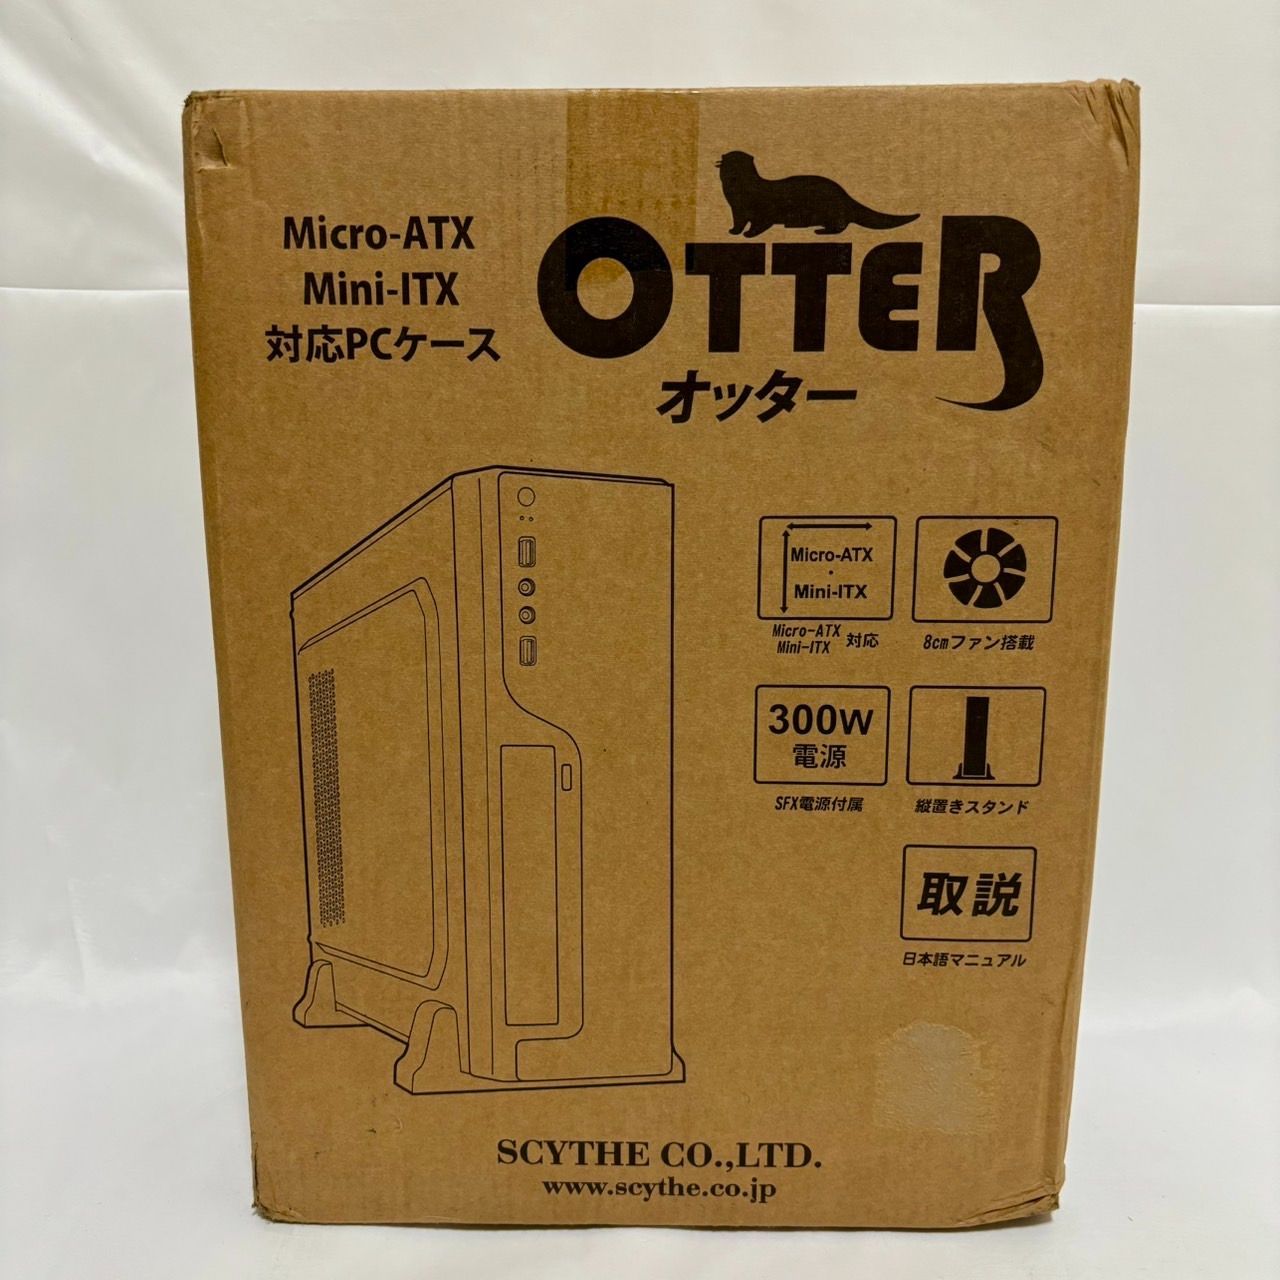 Micro-ATX
Mini-ITX
対応PCケース
OTTER
オッター
Micro-ATX
・
Mini-ITX
Micro-ATX
Mini-ITX 対応
8cmファン搭載
300W
電源
SFX電源付属
縦置きスタンド
取説
日本語マニュアル
SCYTHE CO.,LTD.
www.scythe.co.jp